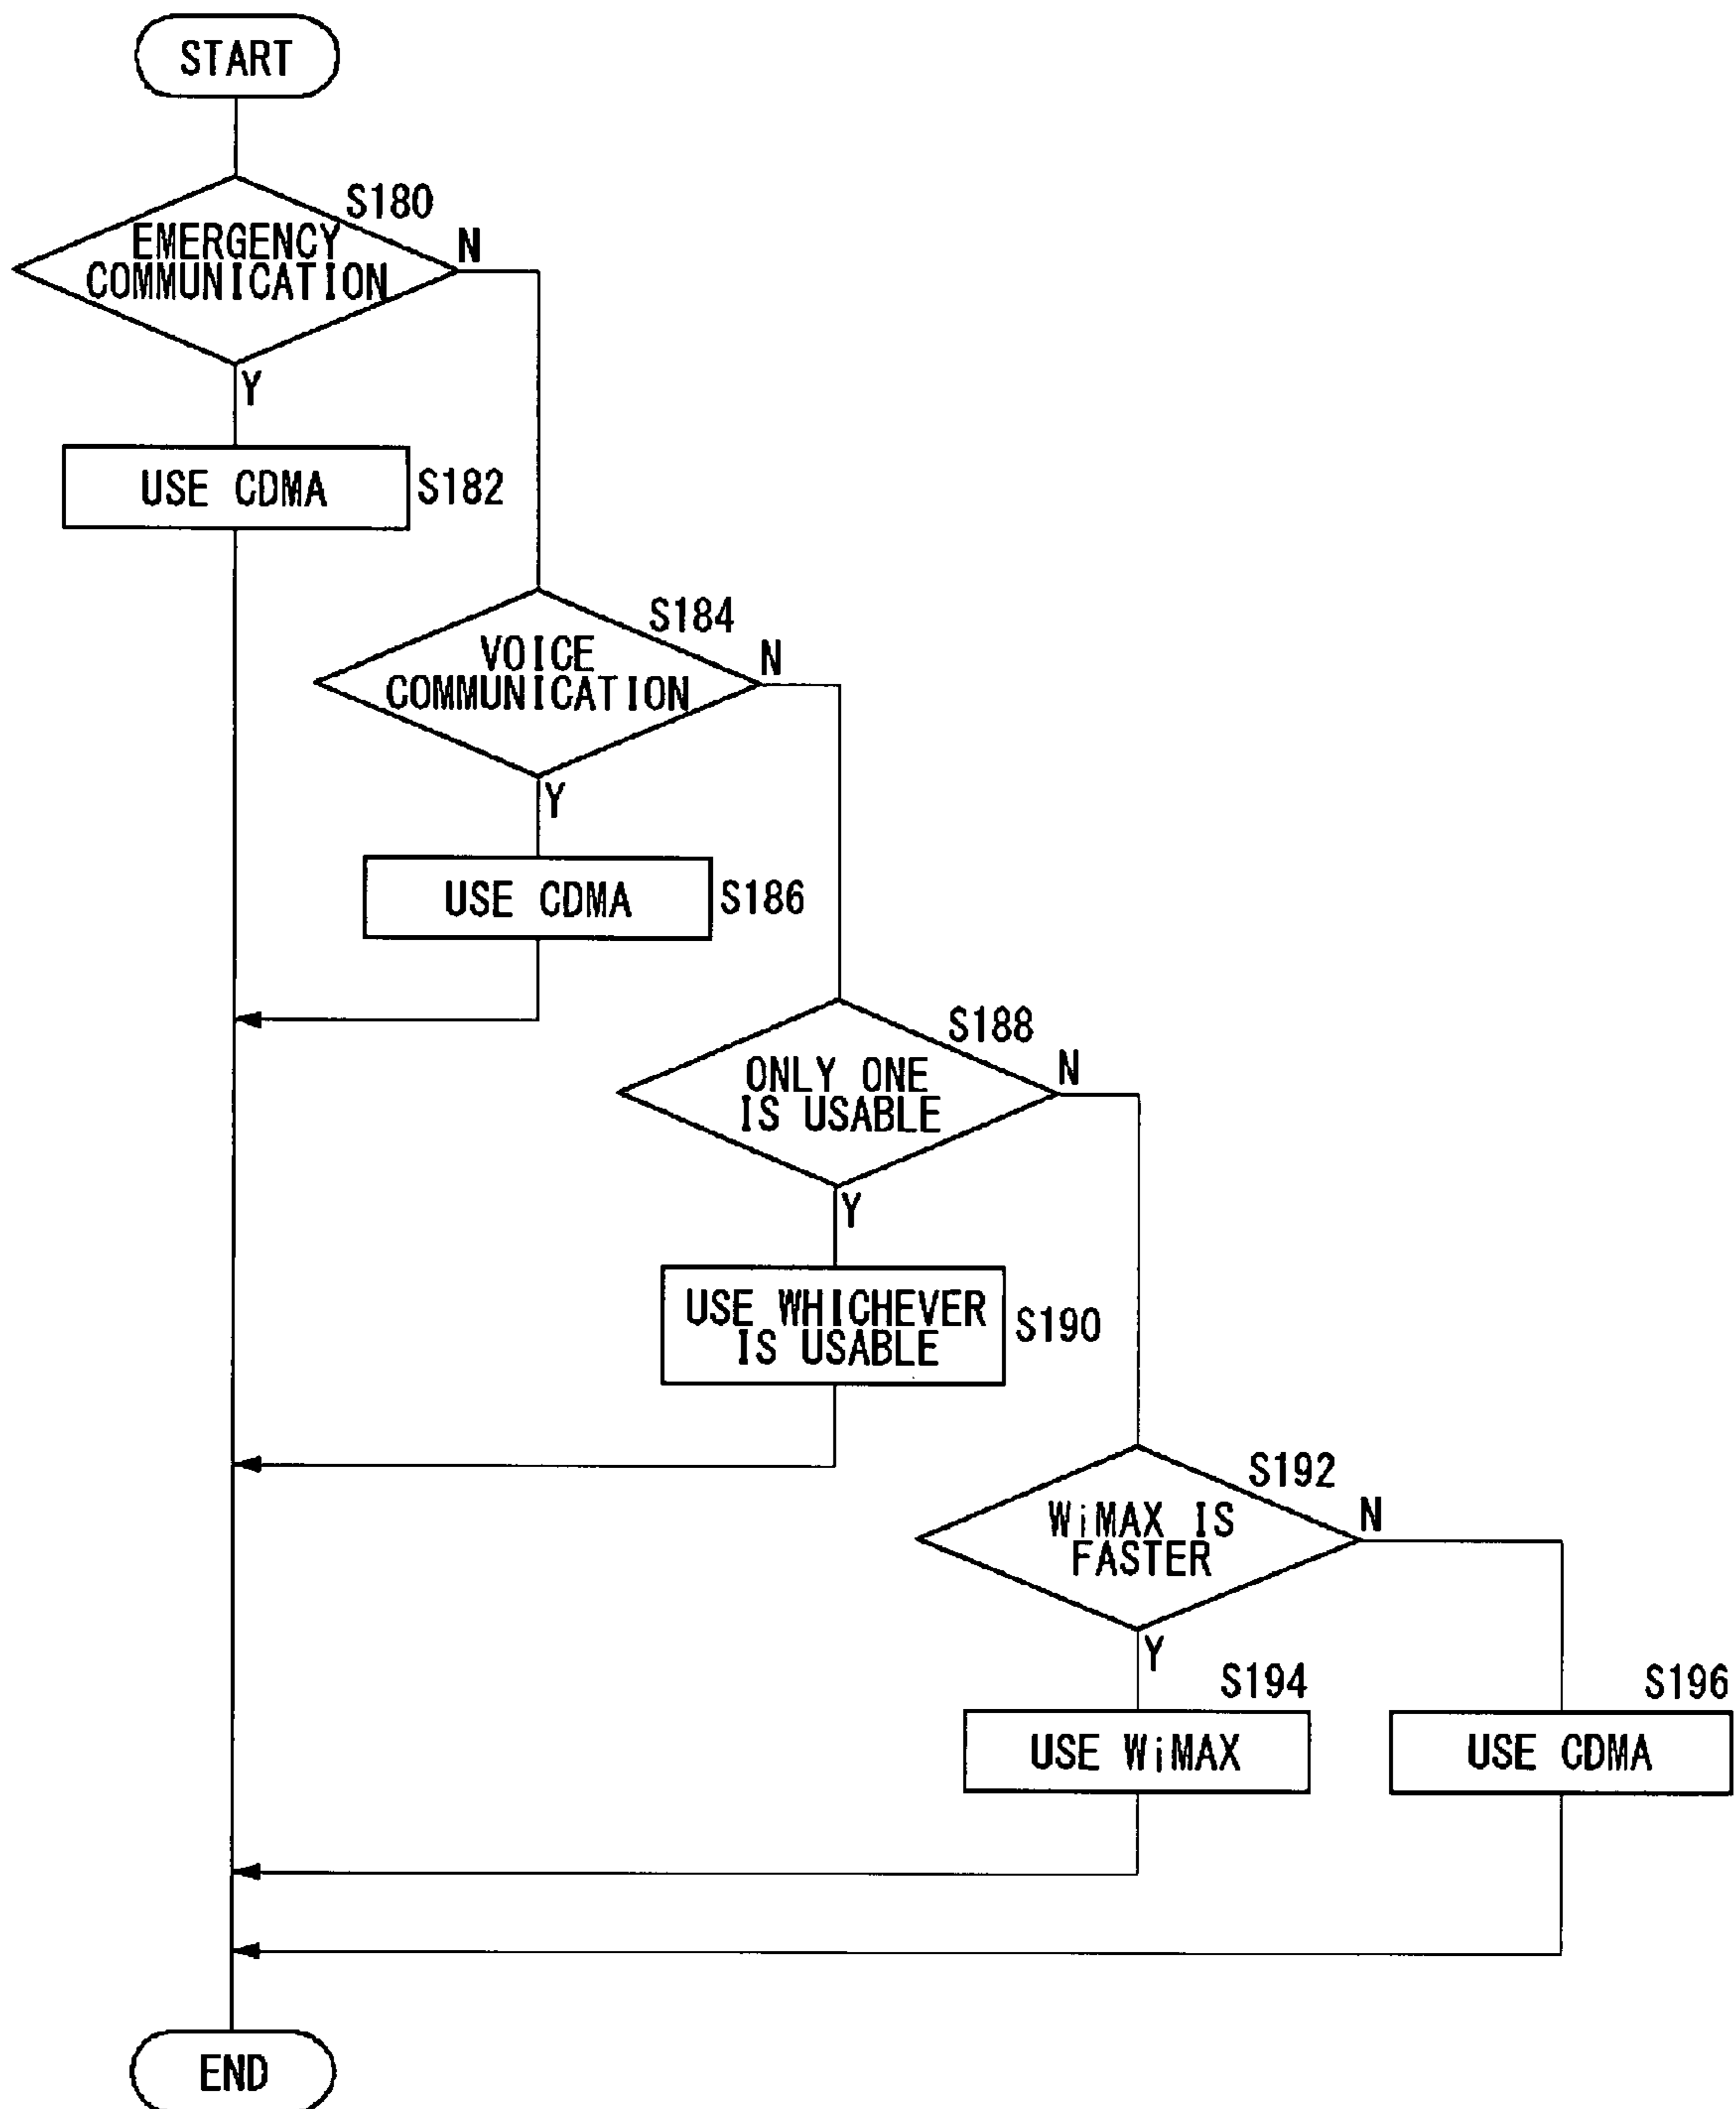 START
S180
EMERGENCY
COMMUNICATION
N
Y
USE CDMA
S182
S184
VOICE
COMMUNICATION
N
Y
USE CDMA
S186
S188
ONLY ONE
IS USABLE
N
Y
USE WHICHEVER
IS USABLE
S190
S192
WiMAX IS
FASTER
N
Y
S194
USE WiMAX
S196
USE CDMA
END